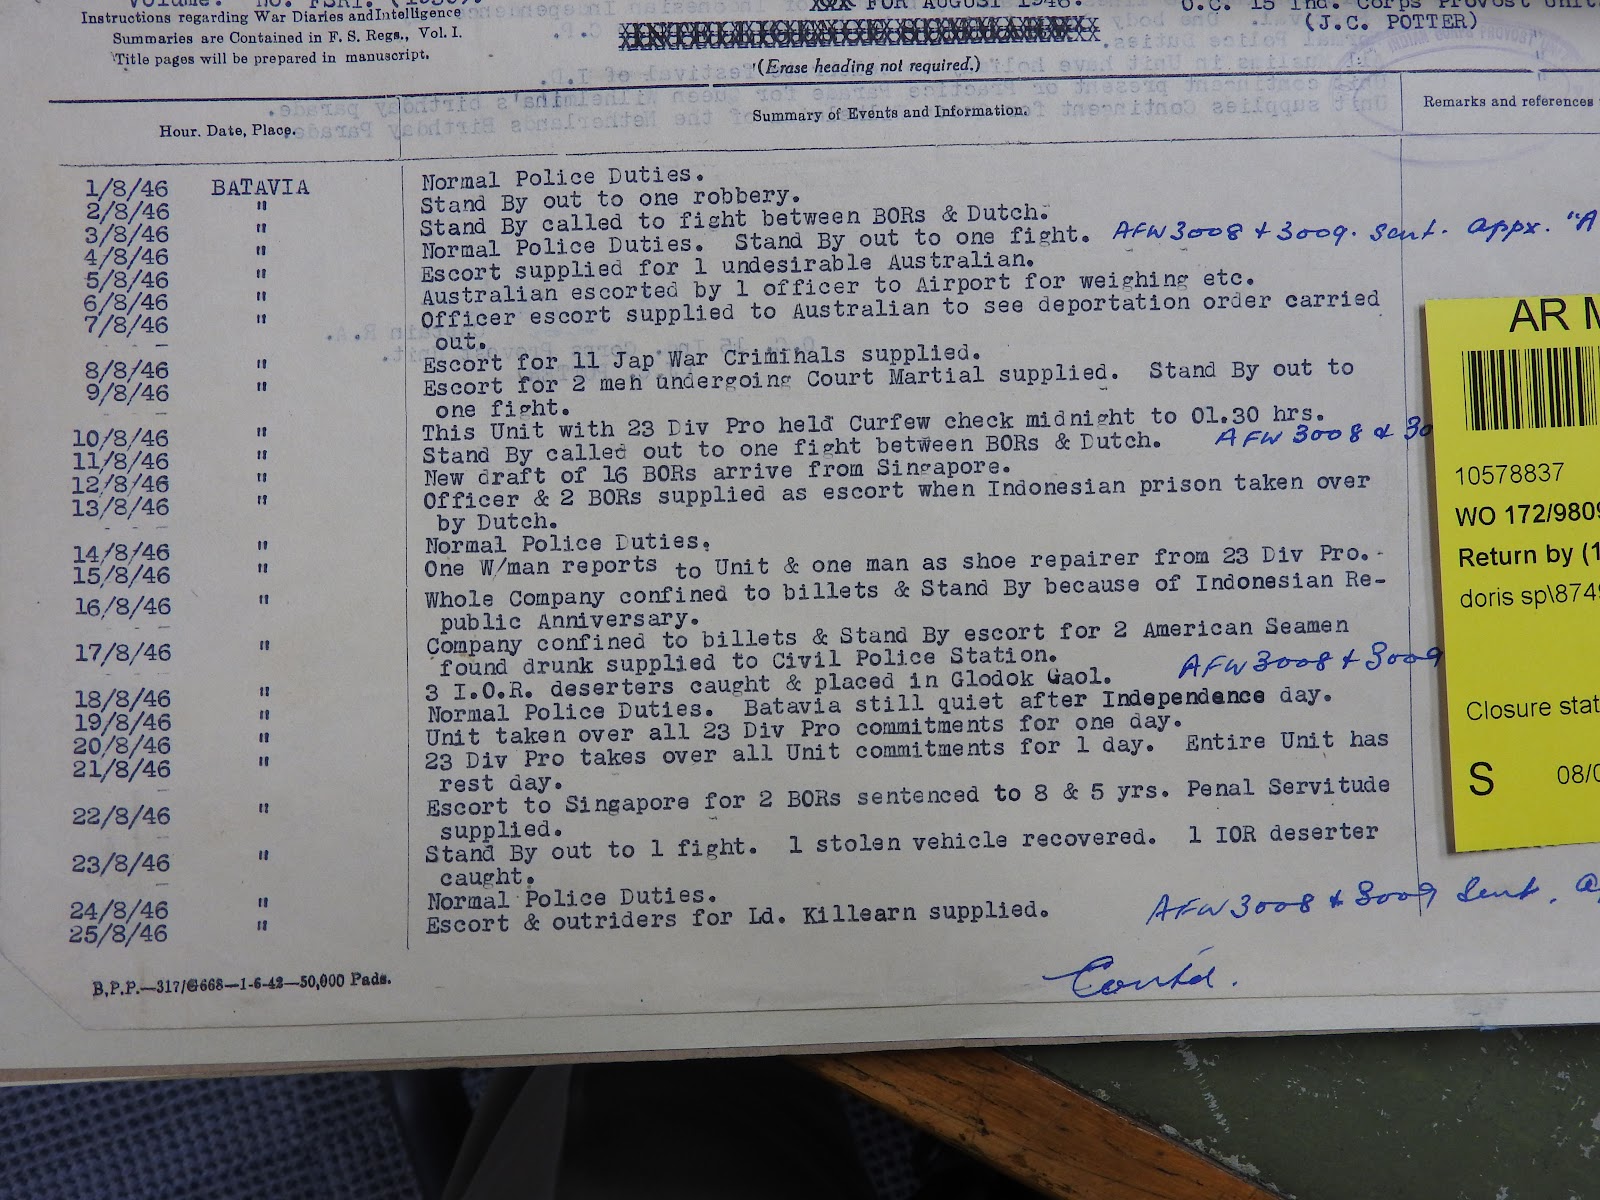 FOR AUGUST 1946.
O.C. 15 Ind. Corps Provost Unit
(J.C. POTTER)
Instructions regarding War Diaries and Intelligence
Summaries are Contained in F. S. Regs., Vol. I.
Title pages will be prepared in manuscript.
INTELLIGENCE SUMMARY
(Erase heading not required.)
Hour. Date, Place.
Summary of Events and Information.
Remarks and references
1/8/46 BATAVIA Normal Police Duties.
2/8/46 " Stand By out to one robbery.
3/8/46 " Stand By called to fight between BORs & Dutch.
4/8/46 " Normal Police Duties. Stand By out to one fight. AFW 3008 & 3009. Sent. appx. "A
5/8/46 " Escort supplied for 1 undesirable Australian.
6/8/46 " Australian escorted by 1 officer to Airport for weighing etc.
7/8/46 " Officer escort supplied to Australian to see deportation order carried
out.
8/8/46 " Escort for 11 Jap War Criminals supplied.
9/8/46 " Escort for 2 men undergoing Court Martial supplied. Stand By out to
one fight.
10/8/46 " This Unit with 23 Div Pro held Curfew check midnight to 01.30 hrs.
11/8/46 " Stand By called out to one fight between BORs & Dutch. AFW 3008 & 30
12/8/46 " New draft of 16 BORs arrive from Singapore.
13/8/46 " Officer & 2 BORs supplied as escort when Indonesian prison taken over
by Dutch.
14/8/46 " Normal Police Duties.
15/8/46 " One W/man reports to Unit & one man as shoe repairer from 23 Div Pro.
16/8/46 " Whole Company confined to billets & Stand By because of Indonesian Re-
public Anniversary.
17/8/46 " Company confined to billets & Stand By escort for 2 American Seamen
found drunk supplied to Civil Police Station.
18/8/46 " 3 I.O.R. deserters caught & placed in Glodok Gaol. AFW 3008 & 3009
19/8/46 " Normal Police Duties. Batavia still quiet after Independence day.
20/8/46 " Unit taken over all 23 Div Pro commitments for one day.
21/8/46 " 23 Div Pro takes over all Unit commitments for 1 day. Entire Unit has
rest day.
22/8/46 " Escort to Singapore for 2 BORs sentenced to 8 & 5 yrs. Penal Servitude
supplied.
23/8/46 " Stand By out to 1 fight. 1 stolen vehicle recovered. 1 IOR deserter
caught.
24/8/46 " Normal Police Duties.
25/8/46 " Escort & outriders for Ld. Killearn supplied. AFW 3008 & 3009 Sent.
Cont'd.
B.P.P.—317/G668—1-6-42—50,000 Pads.
AR
10578837
WO 172/9809
Return by (1
doris sp\8749
Closure stat
S 08/0